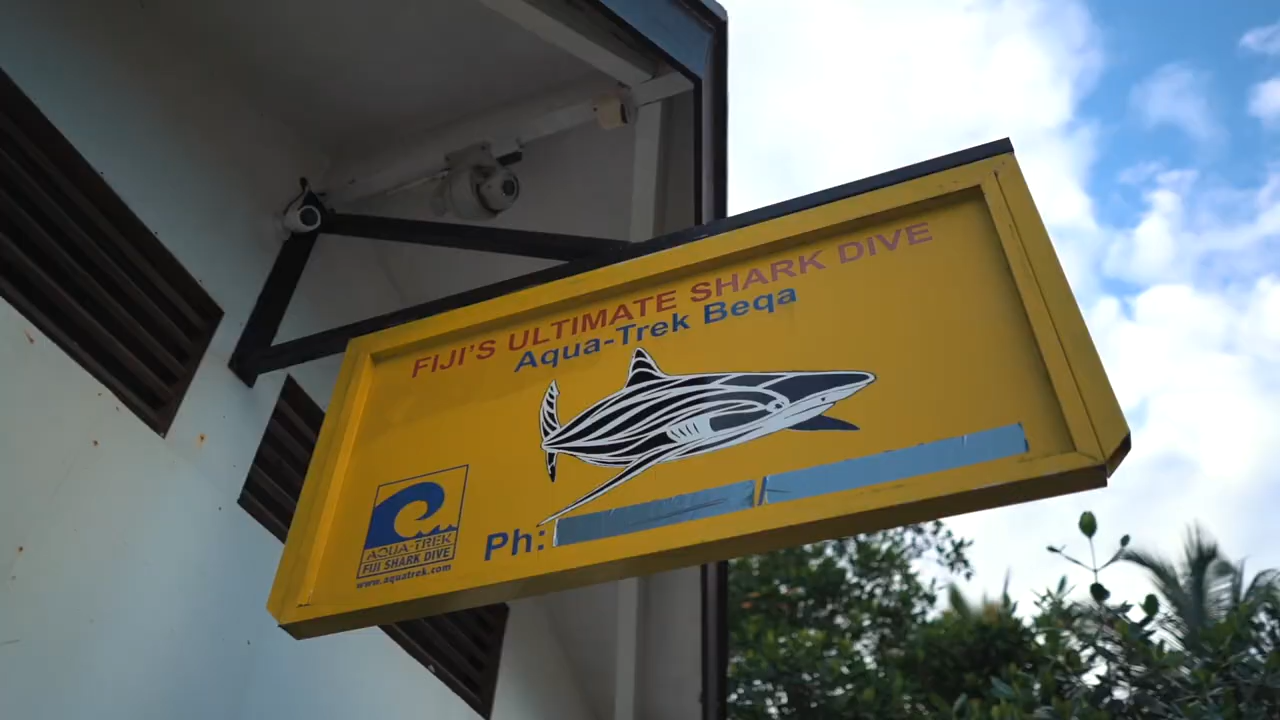 FIJI'S ULTIMATE SHARK DIVE
Aqua-Trek Beqa
Ph:
AQUA-TREK
FIJI SHARK DIVE
www.aquatrek.com